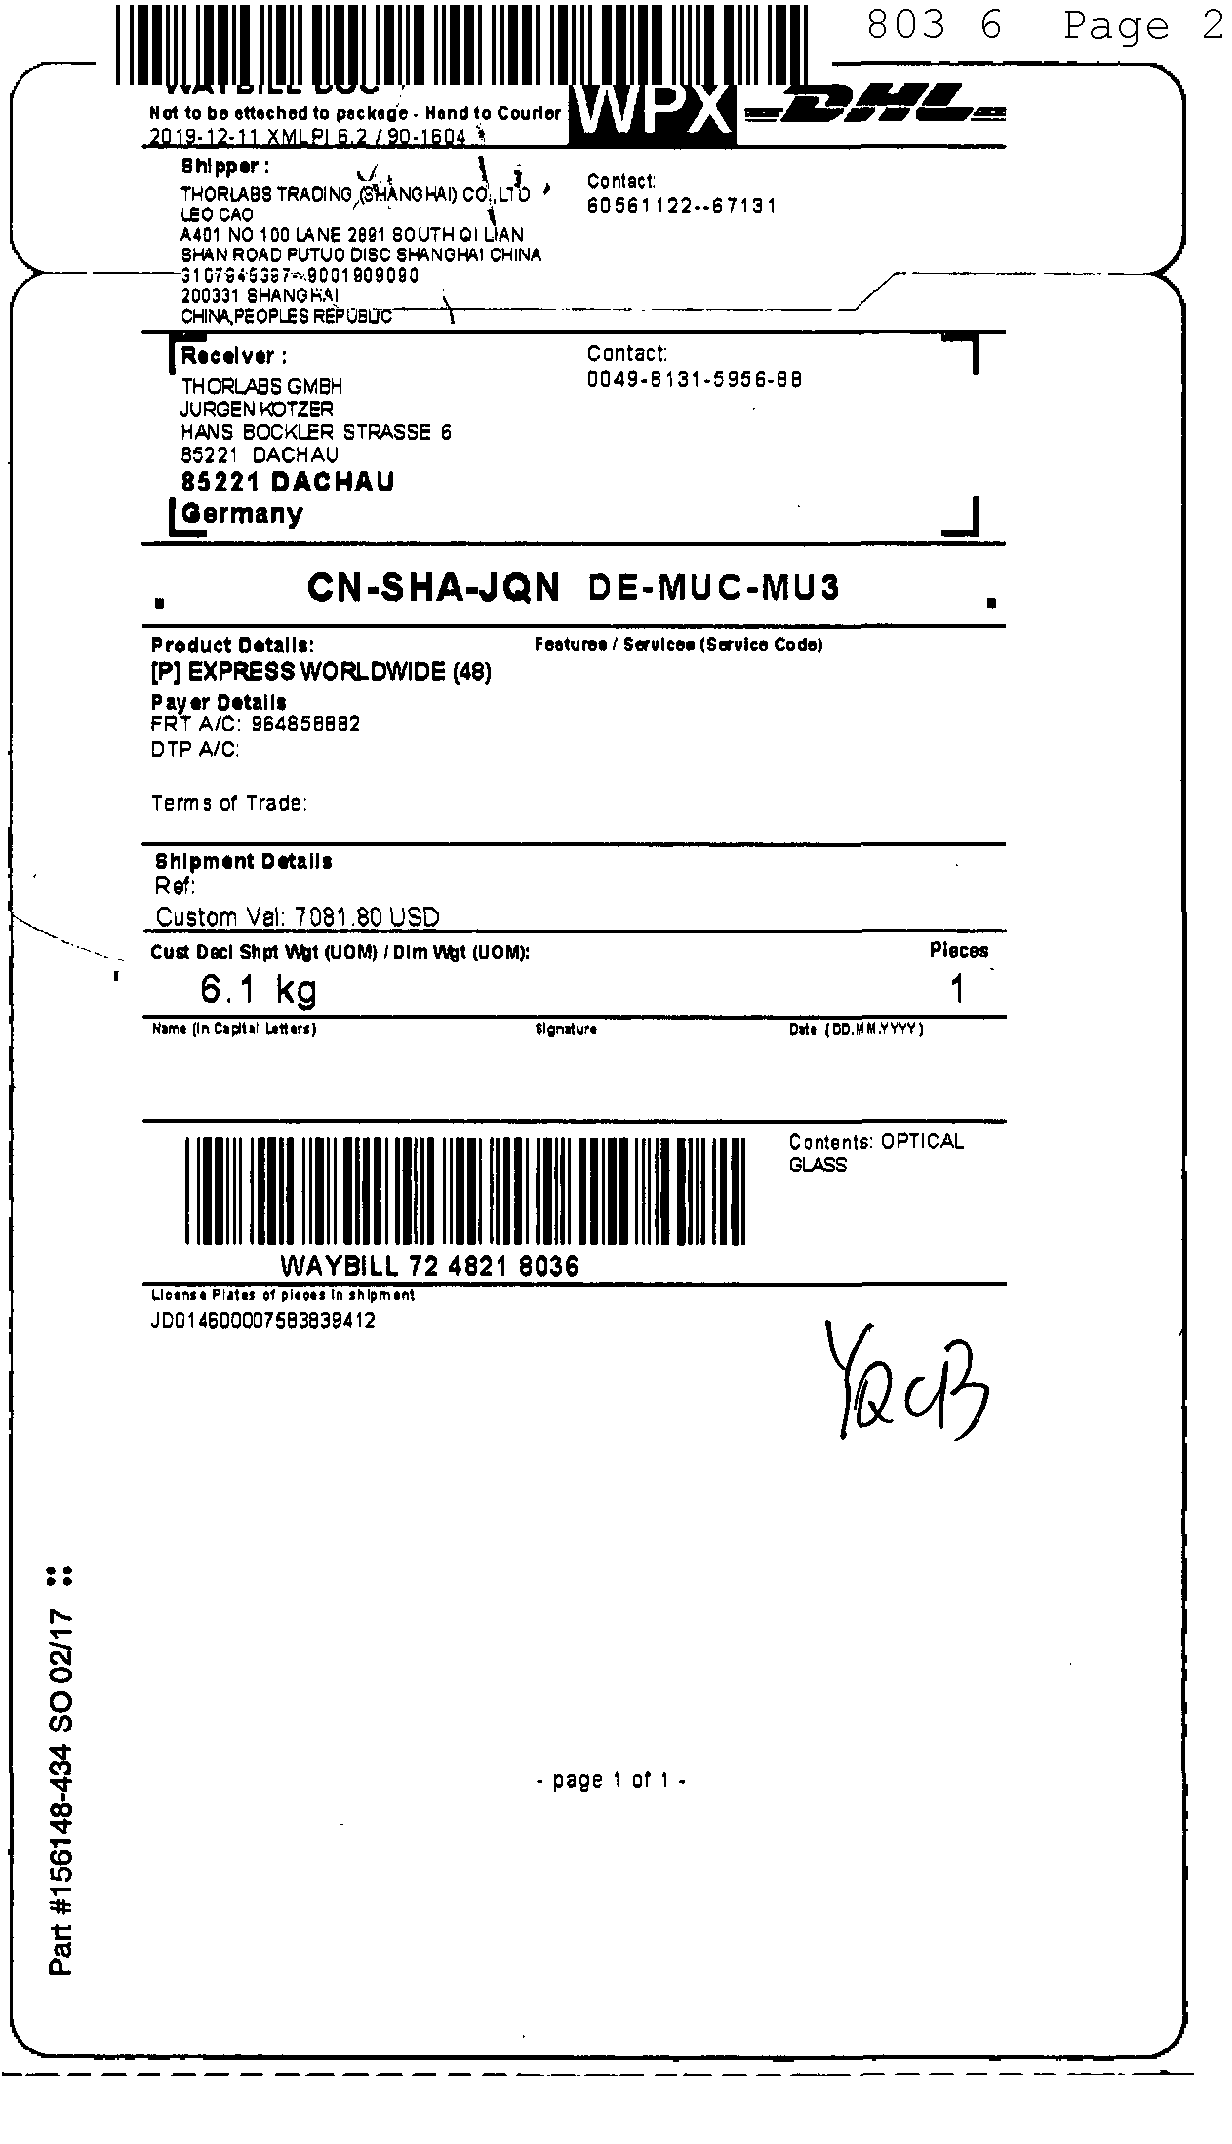 803 6 Page 2
WAYBILL DOC
Not to be attached to package - Hand to Courier
WPX
DHL
2019-12-11 XMLPI 6.2 / 90-1604
Shipper :
THORLABS TRADING (SHANGHAI) CO.,LTD
LEO CAO
A401 NO 100 LANE 2891 SOUTH QI LIAN
SHAN ROAD PUTUO DISC SHANGHAI CHINA
200331 SHANGHAI
CHINA,PEOPLES REPUBLIC
Contact:
60561122--67131
Receiver :
THORLABS GMBH
JURGEN KOTZER
HANS BOCKLER STRASSE 6
85221 DACHAU
85221 DACHAU
Germany
Contact:
0049-8131-5956-88
CN-SHA-JQN DE-MUC-MU3
Product Details:
Features / Services (Service Code)
[P] EXPRESS WORLDWIDE (48)
Payer Details
FRT A/C: 964858882
DTP A/C:
Terms of Trade:
Shipment Details
Ref:
Custom Val: 7081.80 USD
Cust Decl Shpt Wgt (UOM) / Dim Wgt (UOM):
Pieces
6.1 kg
1
Name (In Capital Letters)
Signature
Date (DD.MM.YYYY)
Contents: OPTICAL
GLASS
WAYBILL 72 4821 8036
License Plates of pieces in shipment
JD014600007583839412
YQCB
- page 1 of 1 -
Part #156148-434 SO 02/17